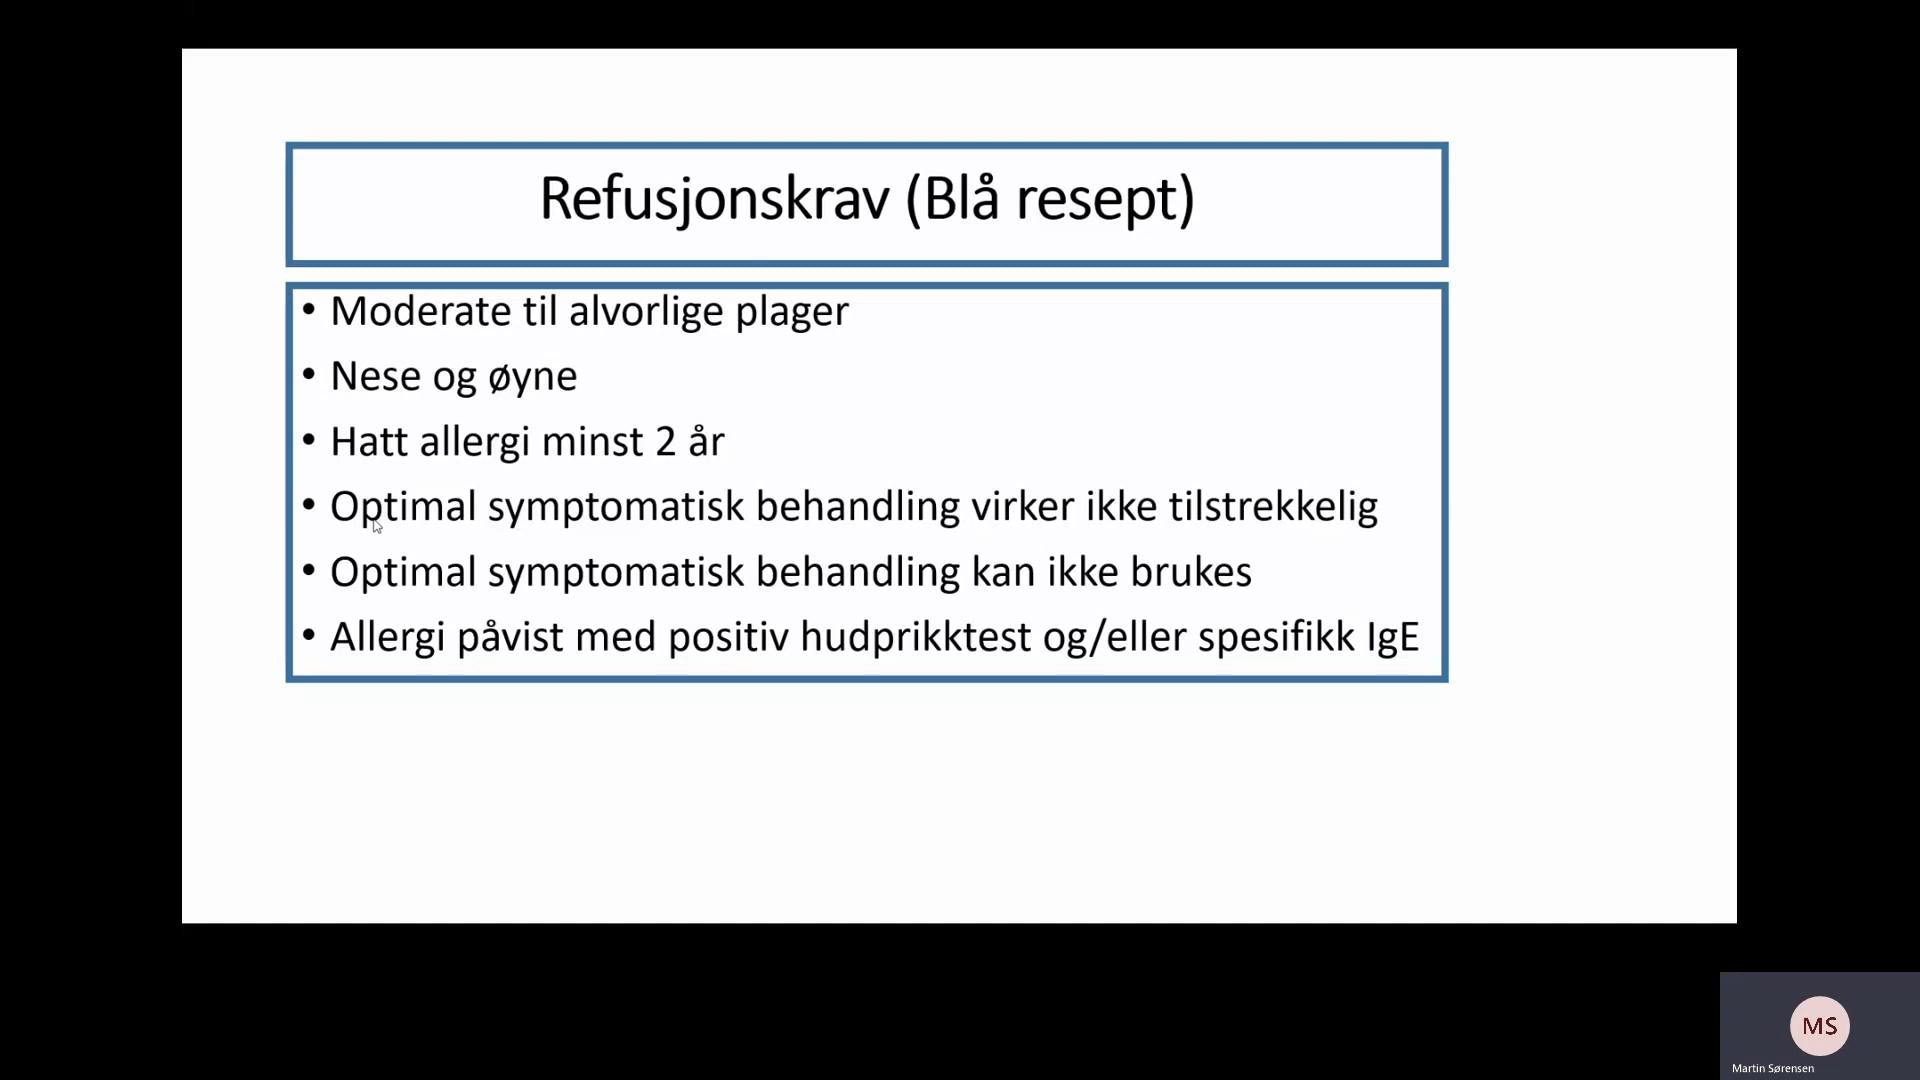 Refusjonskrav (Blå resept)
• Moderate til alvorlige plager
• Nese og øyne
• Hatt allergi minst 2 år
• Optimal symptomatisk behandling virker ikke tilstrekkelig
• Optimal symptomatisk behandling kan ikke brukes
• Allergi påvist med positiv hudprikktest og/eller spesifikk IgE
MS
Martin Sørensen